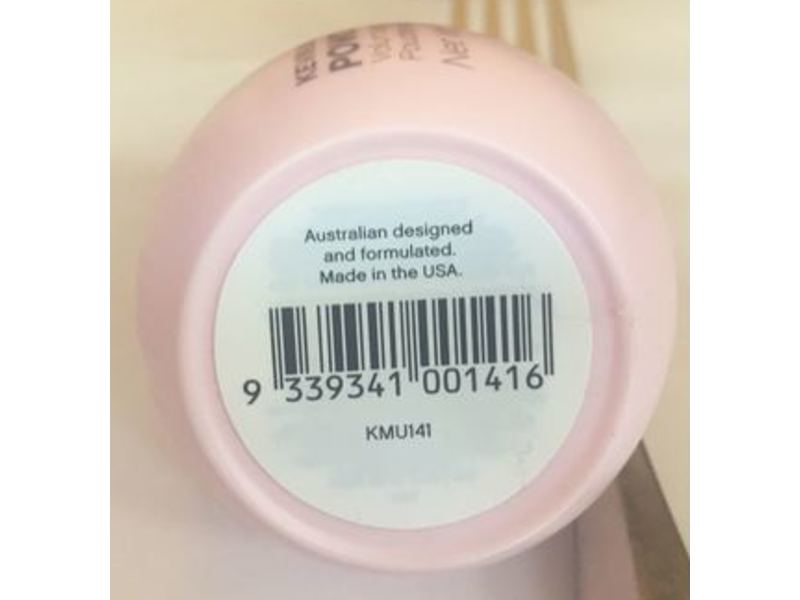 Australian designed
and formulated.
Made in the USA.
9 339341 001416
KMU141